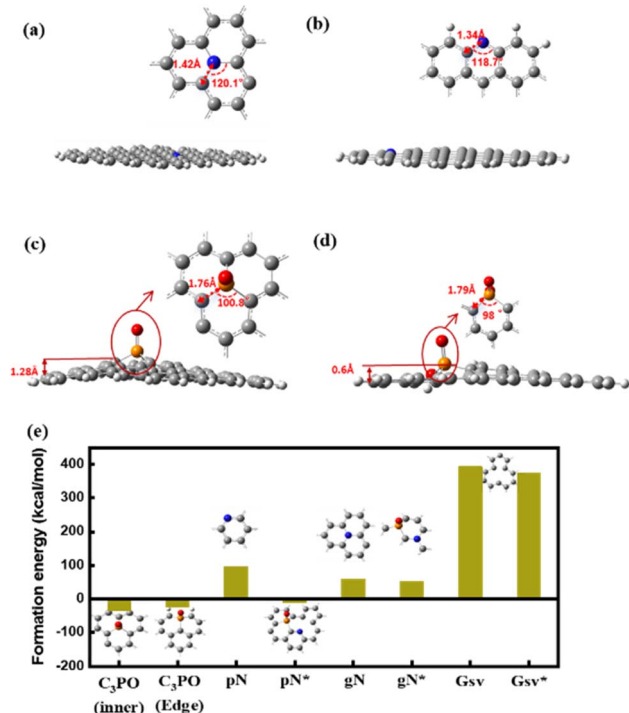 (a)
1.42Å
120.1°
(b)
1.34Å
118.7°
(c)
1.76Å
100.8°
1.28Å
(d)
1.79Å
98 °
0.6Å
(e)
Formation energy (kcal/mol)
400
300
200
100
0
-100
-200
C₃PO C₃PO pN pN* gN gN* Gsv Gsv*
(inner) (Edge)